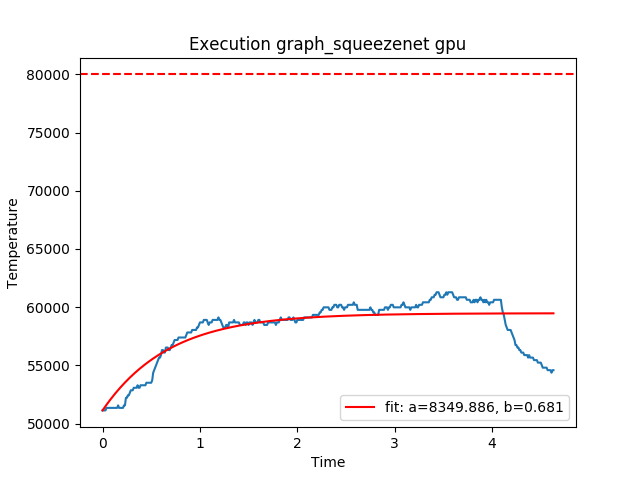 Execution graph_squeezenet gpu
80000
75000
70000
65000
60000
55000
50000
Temperature
0 1 2 3 4
Time
fit: a=8349.886, b=0.681